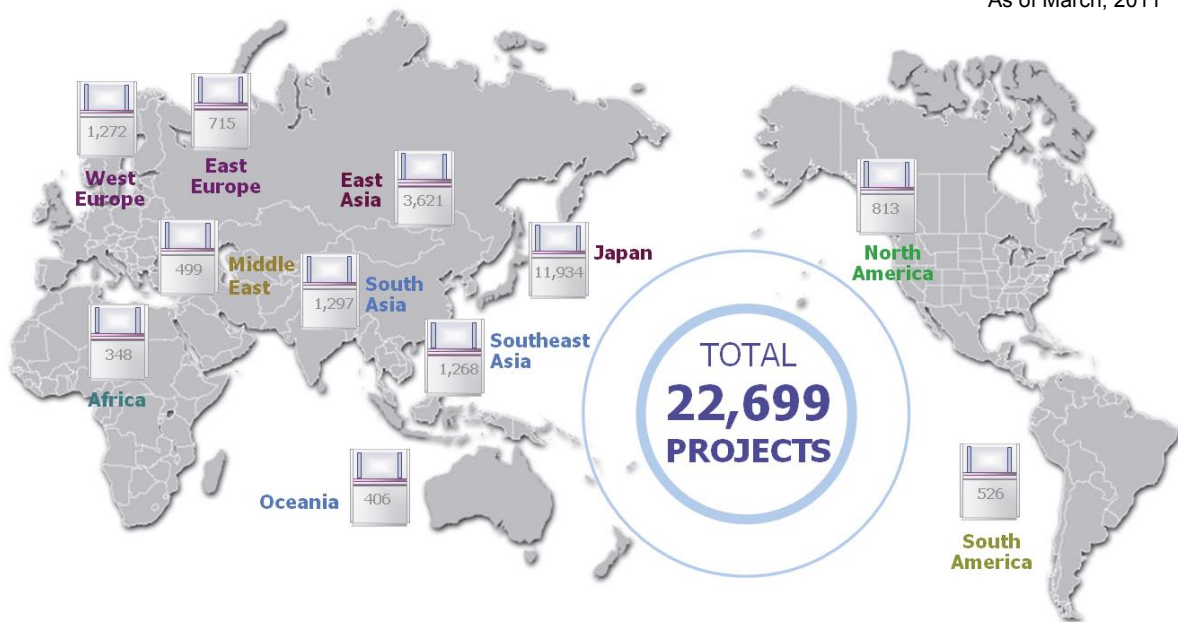 As of March, 2011
1,272
West
Europe
715
East
Europe
East
Asia
3,621
499
Middle
East
1,297
South
Asia
11,934
Japan
813
North
America
348
Africa
1,268
Southeast
Asia
TOTAL
22,699
PROJECTS
Oceania
406
526
South
America